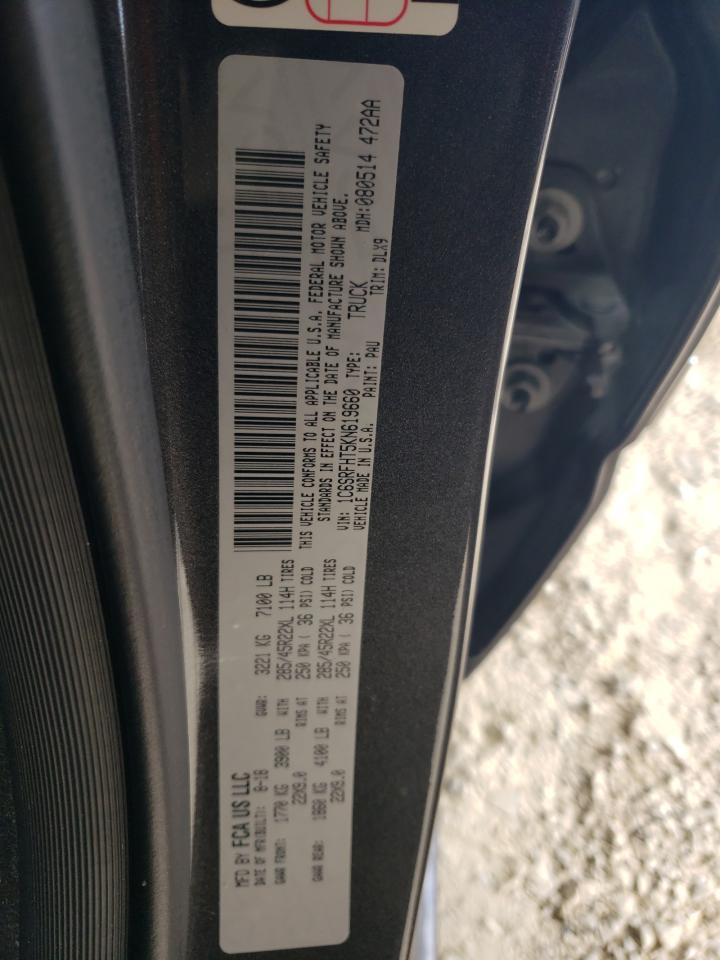 MFD BY FCA US LLC
DATE OF MFR(BUILT): 8-18 GVWR: 3221 KG 7100 LB
GAWR FRONT: 1770 KG 3900 LB WITH 285/45R22XL 114H TIRES
22X9.0 RIMS AT 250 KPA ( 36 PSI) COLD
GAWR REAR: 1860 KG 4100 LB WITH 285/45R22XL 114H TIRES
22X9.0 RIMS AT 250 KPA ( 36 PSI) COLD
THIS VEHICLE CONFORMS TO ALL APPLICABLE U.S.A. FEDERAL MOTOR VEHICLE SAFETY
STANDARDS IN EFFECT ON THE DATE OF MANUFACTURE SHOWN ABOVE.
VIN: 1C6SRFHT5KN619660 TYPE: TRUCK MDH:080514 472AA
VEHICLE MADE IN U.S.A. PAINT: PAU TRIM: DLX9